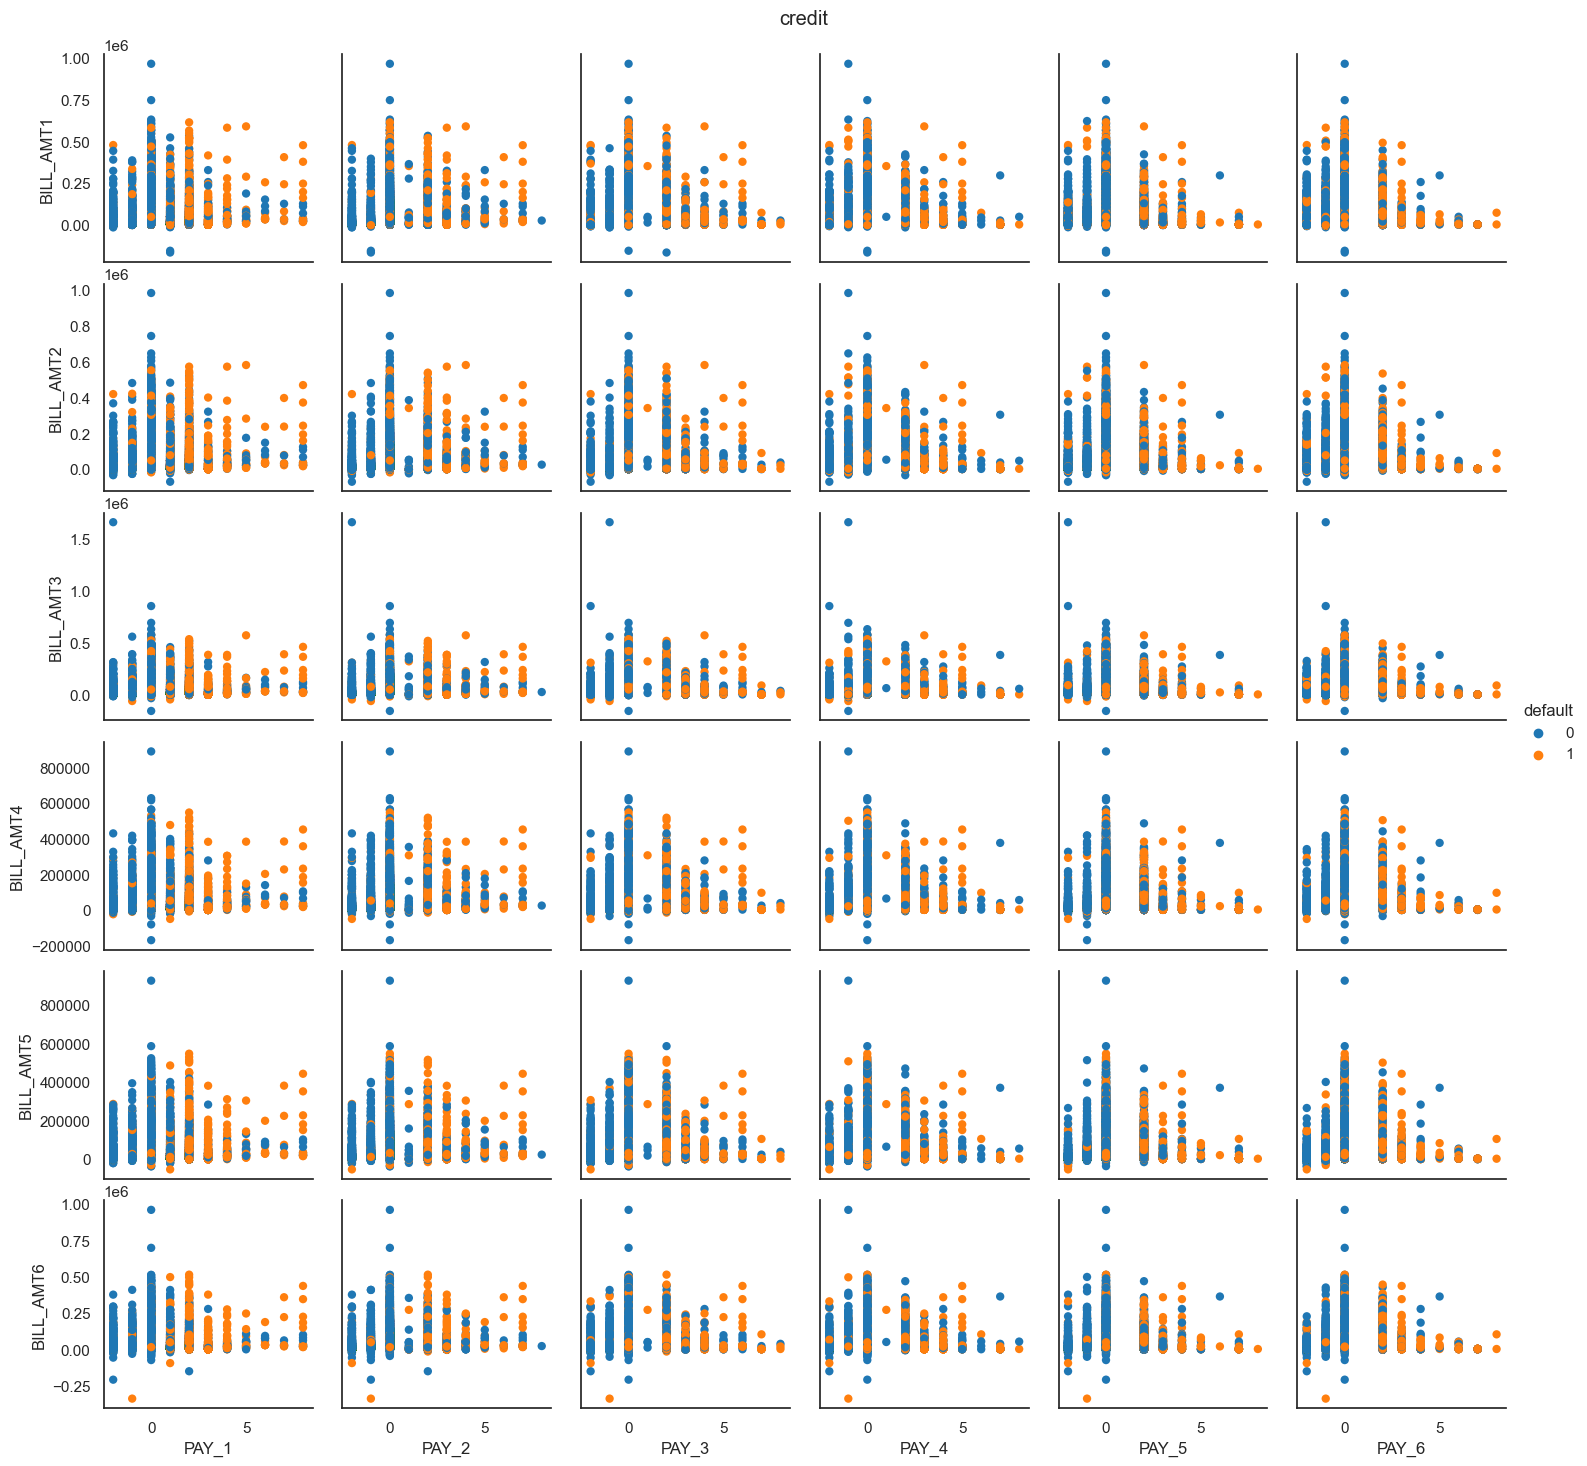 credit
1e6
1.00
0.75
0.50
0.25
0.00
BILL_AMT1
1e6
1.0
0.8
0.6
0.4
0.2
0.0
BILL_AMT2
1e6
1.5
1.0
0.5
0.0
BILL_AMT3
default
0
1
800000
600000
400000
200000
0
−200000
BILL_AMT4
800000
600000
400000
200000
0
BILL_AMT5
1e6
1.00
0.75
0.50
0.25
0.00
−0.25
BILL_AMT6
0 5 0 5 0 5 0 5 0 5 0 5
PAY_1 PAY_2 PAY_3 PAY_4 PAY_5 PAY_6